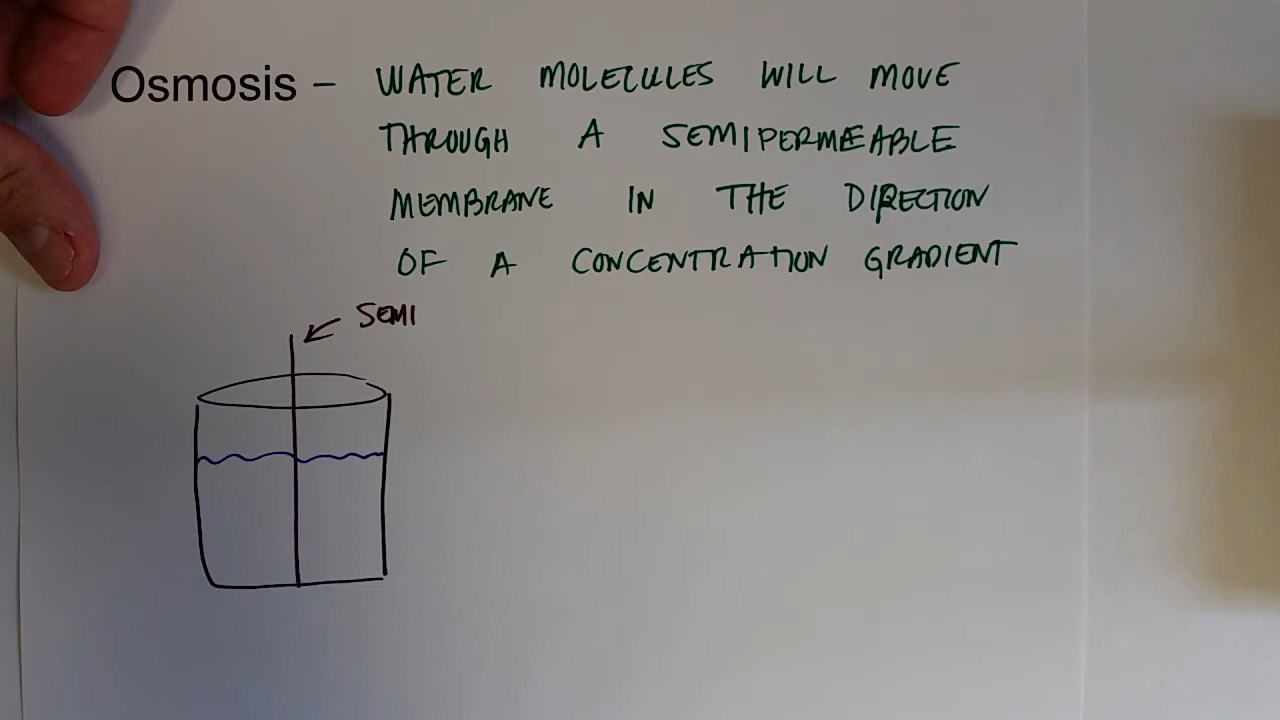 Osmosis – WATER MOLECULES WILL MOVE
THROUGH A SEMIPERMEABLE
MEMBRANE IN THE DIRECTION
OF A CONCENTRATION GRADIENT
SEMI